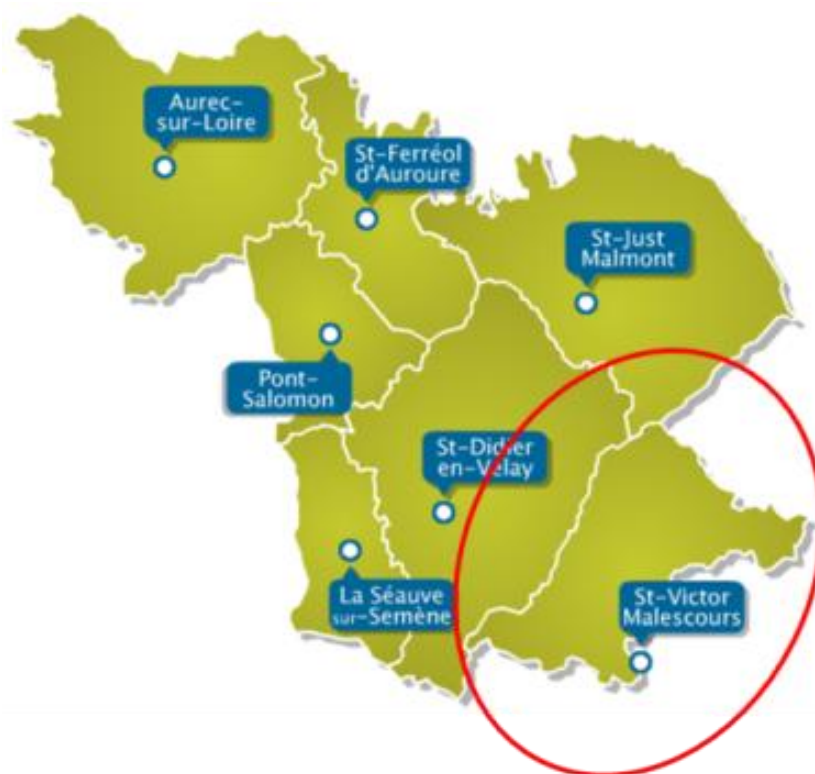 Aurec-
sur-Loire
St-Ferréol
d'Auroure
St-Just
Malmont
Pont-
Salomon
St-Didier
en-Velay
La Séauve
sur-Semène
St-Victor
Malescours